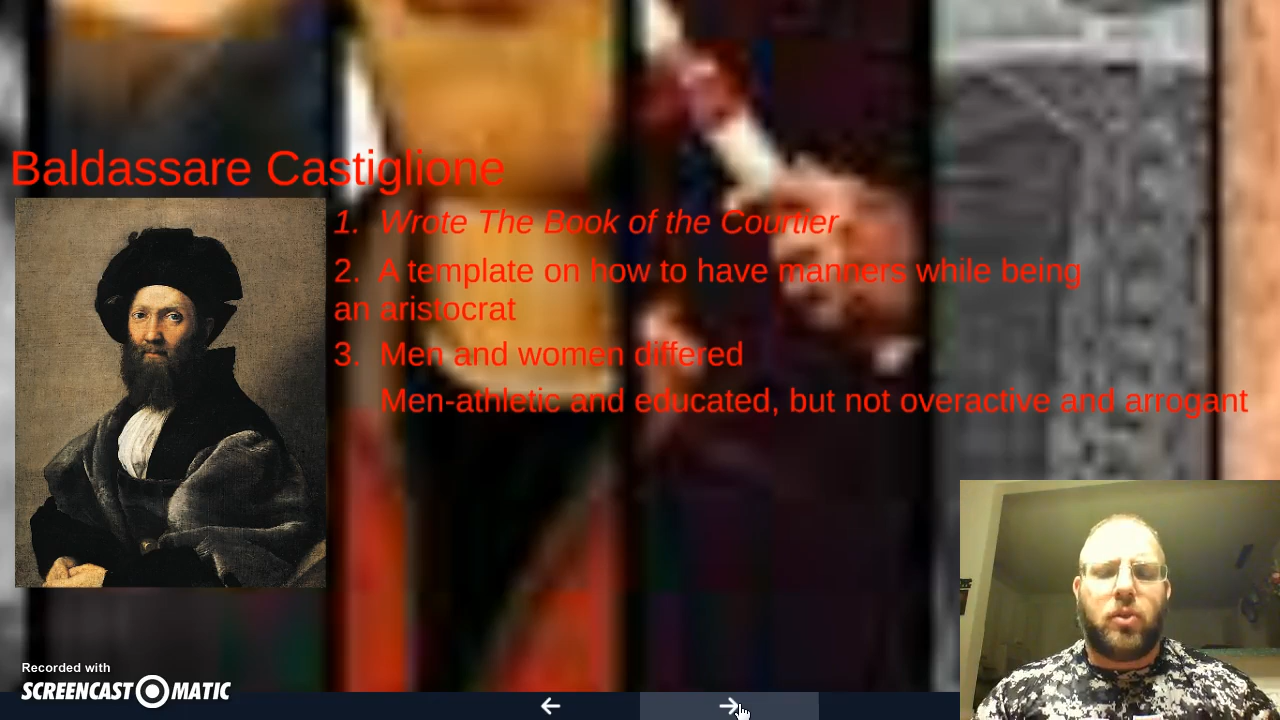 Baldassare Castiglione
1. Wrote The Book of the Courtier
2. A template on how to have manners while being
an aristocrat
3. Men and women differed
Men-athletic and educated, but not overactive and arrogant
Recorded with
SCREENCAST O MATIC